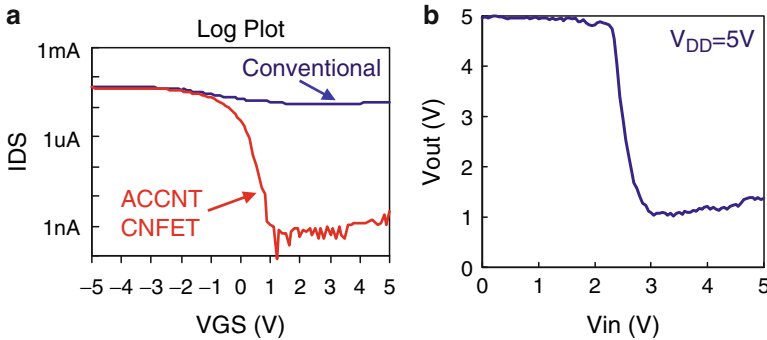 a
Log Plot
1mA
Conventional
1uA
IDS
ACCNT
CNFET
1nA
−5 −4 −3 −2 −1 0 1 2 3 4 5
VGS (V)
b
5
VDD=5V
4
3
Vout (V)
2
1
0
0 1 2 3 4 5
Vin (V)